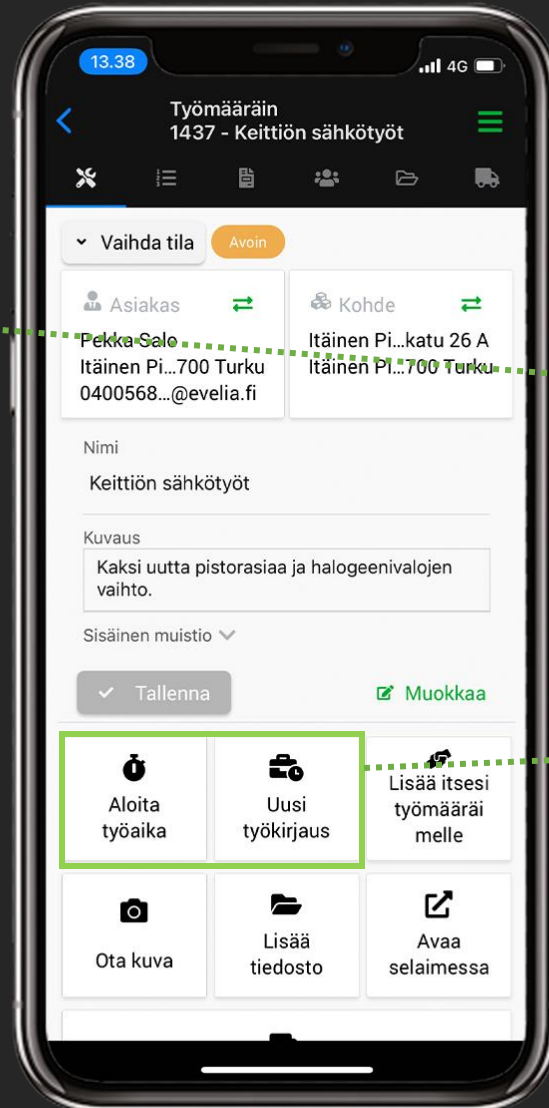 13.38
4G
Työmääräin
1437 - Keittiön sähkötyöt
Vaihda tila
Avoin
Asiakas
Pekka Salo
Itäinen Pi...700 Turku
0400568...@evelia.fi
Kohde
Itäinen Pi...katu 26 A
Itäinen Pi...700 Turku
Nimi
Keittiön sähkötyöt
Kuvaus
Kaksi uutta pistorasiaa ja halogeenivalojen
vaihto.
Sisäinen muistio
Tallenna
Muokkaa
Aloita
työaika
Uusi
työkirjaus
Lisää itsesi
työmääräi
melle
Ota kuva
Lisää
tiedosto
Avaa
selaimessa